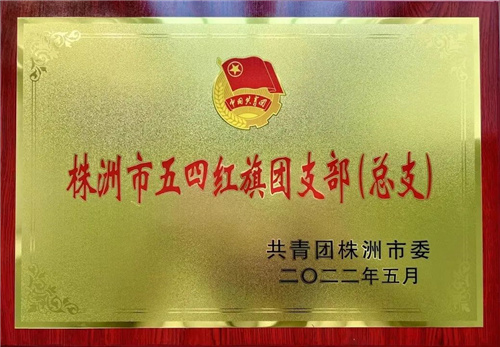 中国共青团
株洲市五四红旗团支部(总支)
共青团株洲市委
二〇二二年五月